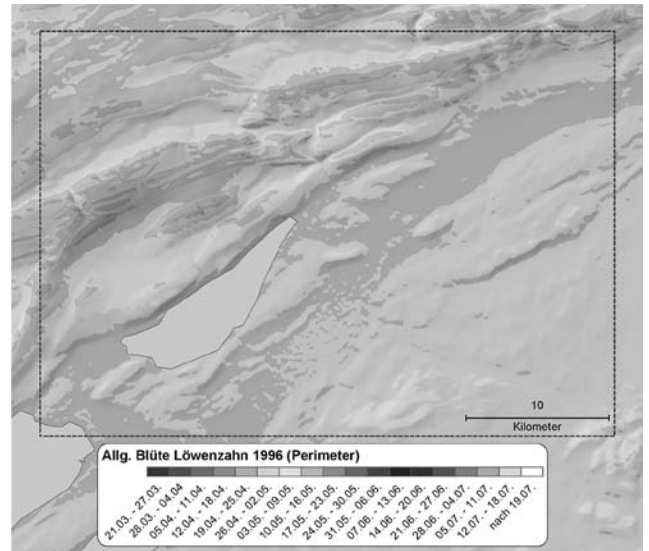 10
Kilometer
Allg. Blüte Löwenzahn 1996 (Perimeter)
21.03. - 27.03.
28.03. - 04.04
05.04. - 11.04.
12.04. - 18.04.
19.04. - 25.04.
26.04. - 02.05.
03.05. - 09.05.
10.05. - 16.05.
17.05. - 23.05.
24.05. - 30.05.
31.05. - 06.06.
07.06. - 13.06.
14.06. - 20.06.
21.06. - 27.06.
28.06. - 04.07.
05.07. - 11.07.
12.07. - 18.07.
nach 19.07.